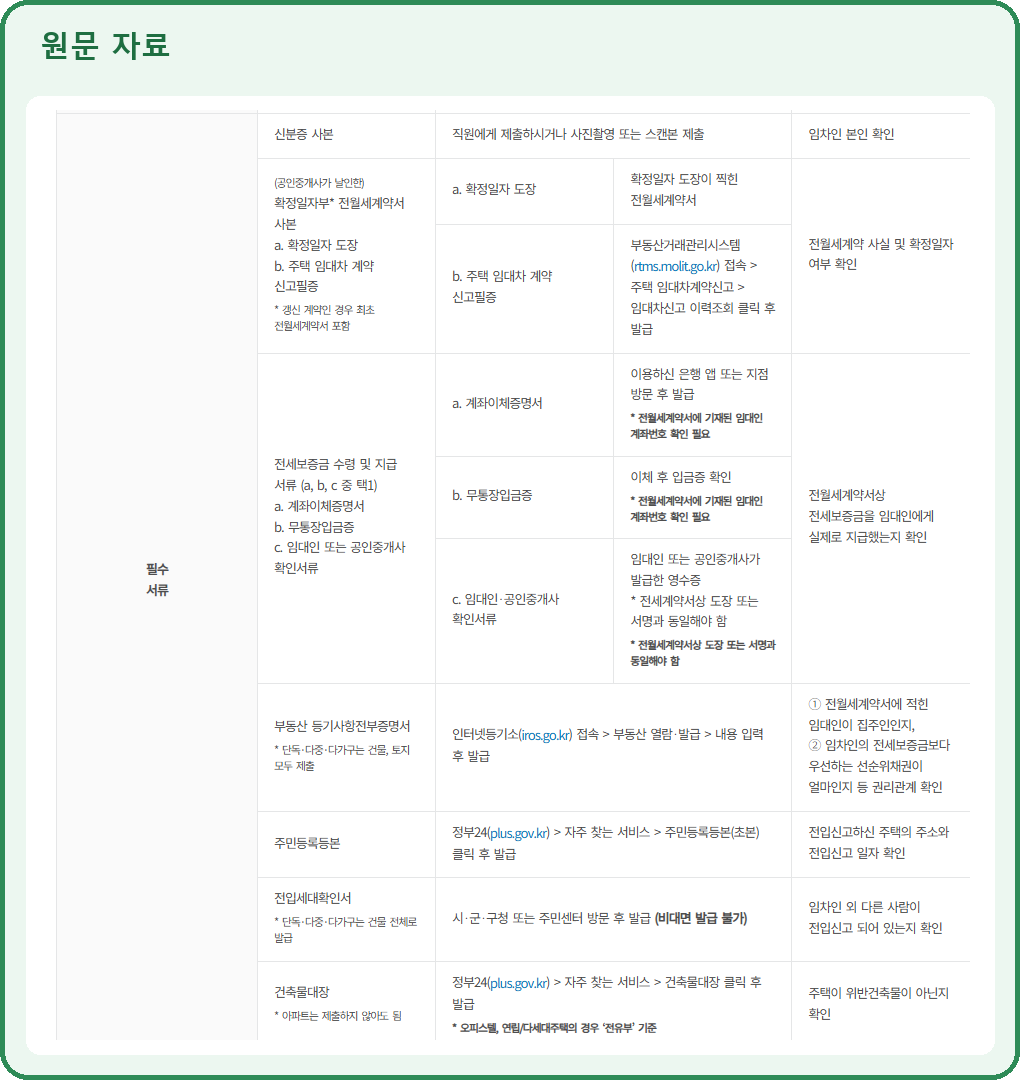 원문 자료
신분증 사본
직원에게 제출하시거나 사진촬영 또는 스캔본 제출
임차인 본인 확인
(공인중개사가 날인한)
확정일자부* 전월세계약서
사본
a. 확정일자 도장
b. 주택 임대차 계약
신고필증
* 갱신 계약인 경우 최초
전월세계약서 포함
a. 확정일자 도장
확정일자 도장이 찍힌
전월세계약서
b. 주택 임대차 계약
신고필증
부동산거래관리시스템
(rtms.molit.go.kr) 접속 >
주택 임대차계약신고 >
임대차신고 이력조회 클릭 후
발급
전월세계약 사실 및 확정일자
여부 확인
필수
서류
전세보증금 수령 및 지급
서류 (a, b, c 중 택1)
a. 계좌이체증명서
b. 무통장입금증
c. 임대인 또는 공인중개사
확인서류
a. 계좌이체증명서
이용하신 은행 앱 또는 지점
방문 후 발급
* 전월세계약서에 기재된 임대인
계좌번호 확인 필요
b. 무통장입금증
이체 후 입금증 확인
* 전월세계약서에 기재된 임대인
계좌번호 확인 필요
c. 임대인·공인중개사
확인서류
임대인 또는 공인중개사가
발급한 영수증
* 전세계약서상 도장 또는
서명과 동일해야 함
* 전월세계약서상 도장 또는 서명과
동일해야 함
전월세계약서상
전세보증금을 임대인에게
실제로 지급했는지 확인
부동산 등기사항전부증명서
* 단독·다중·다가구는 건물, 토지
모두 제출
인터넷등기소(iros.go.kr) 접속 > 부동산 열람·발급 > 내용 입력
후 발급
① 전월세계약서에 적힌
임대인이 집주인인지,
② 임차인의 전세보증금보다
우선하는 선순위채권이
얼마인지 등 권리관계 확인
주민등록등본
정부24(plus.gov.kr) > 자주 찾는 서비스 > 주민등록등본(초본)
클릭 후 발급
전입신고하신 주택의 주소와
전입신고 일자 확인
전입세대확인서
* 단독·다중·다가구는 건물 전체로
발급
시·군·구청 또는 주민센터 방문 후 발급 (비대면 발급 불가)
임차인 외 다른 사람이
전입신고 되어 있는지 확인
건축물대장
* 아파트는 제출하지 않아도 됨
정부24(plus.gov.kr) > 자주 찾는 서비스 > 건축물대장 클릭 후
발급
* 오피스텔, 연립/다세대주택의 경우 ‘전유부’ 기준
주택이 위반건축물이 아닌지
확인